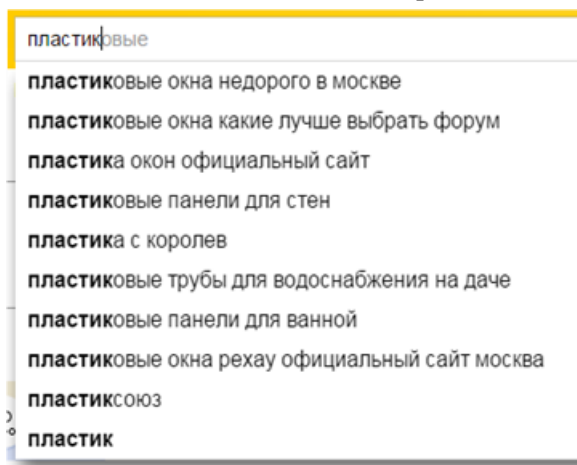 пластиковые
пластиковые окна недорого в москве
пластиковые окна какие лучше выбрать форум
пластика окон официальный сайт
пластиковые панели для стен
пластика с королев
пластиковые трубы для водоснабжения на даче
пластиковые панели для ванной
пластиковые окна рехау официальный сайт москва
пластиксоюз
пластик